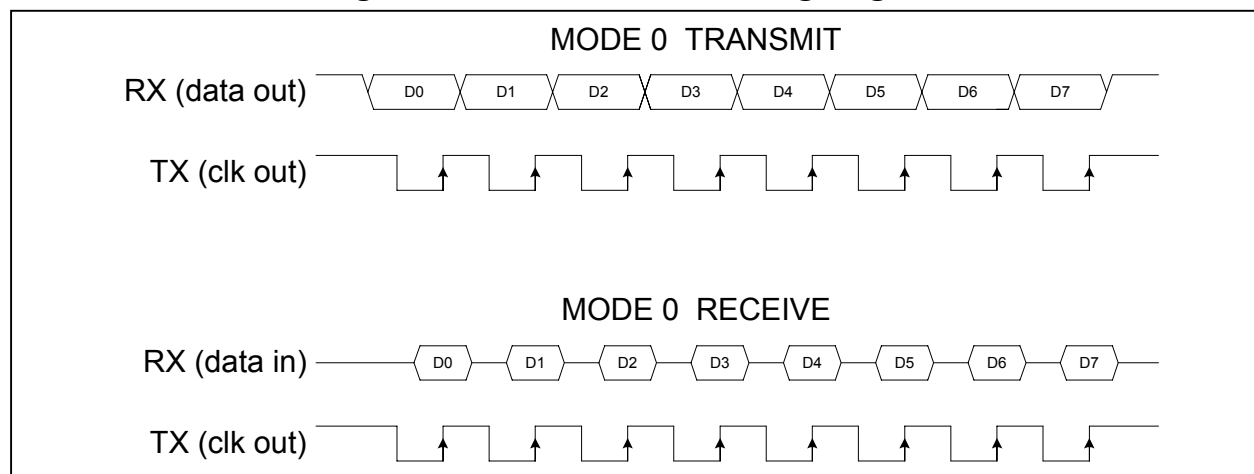 MODE 0 TRANSMIT
RX (data out) D0 D1 D2 D3 D4 D5 D6 D7
TX (clk out)
MODE 0 RECEIVE
RX (data in) D0 D1 D2 D3 D4 D5 D6 D7
TX (clk out)